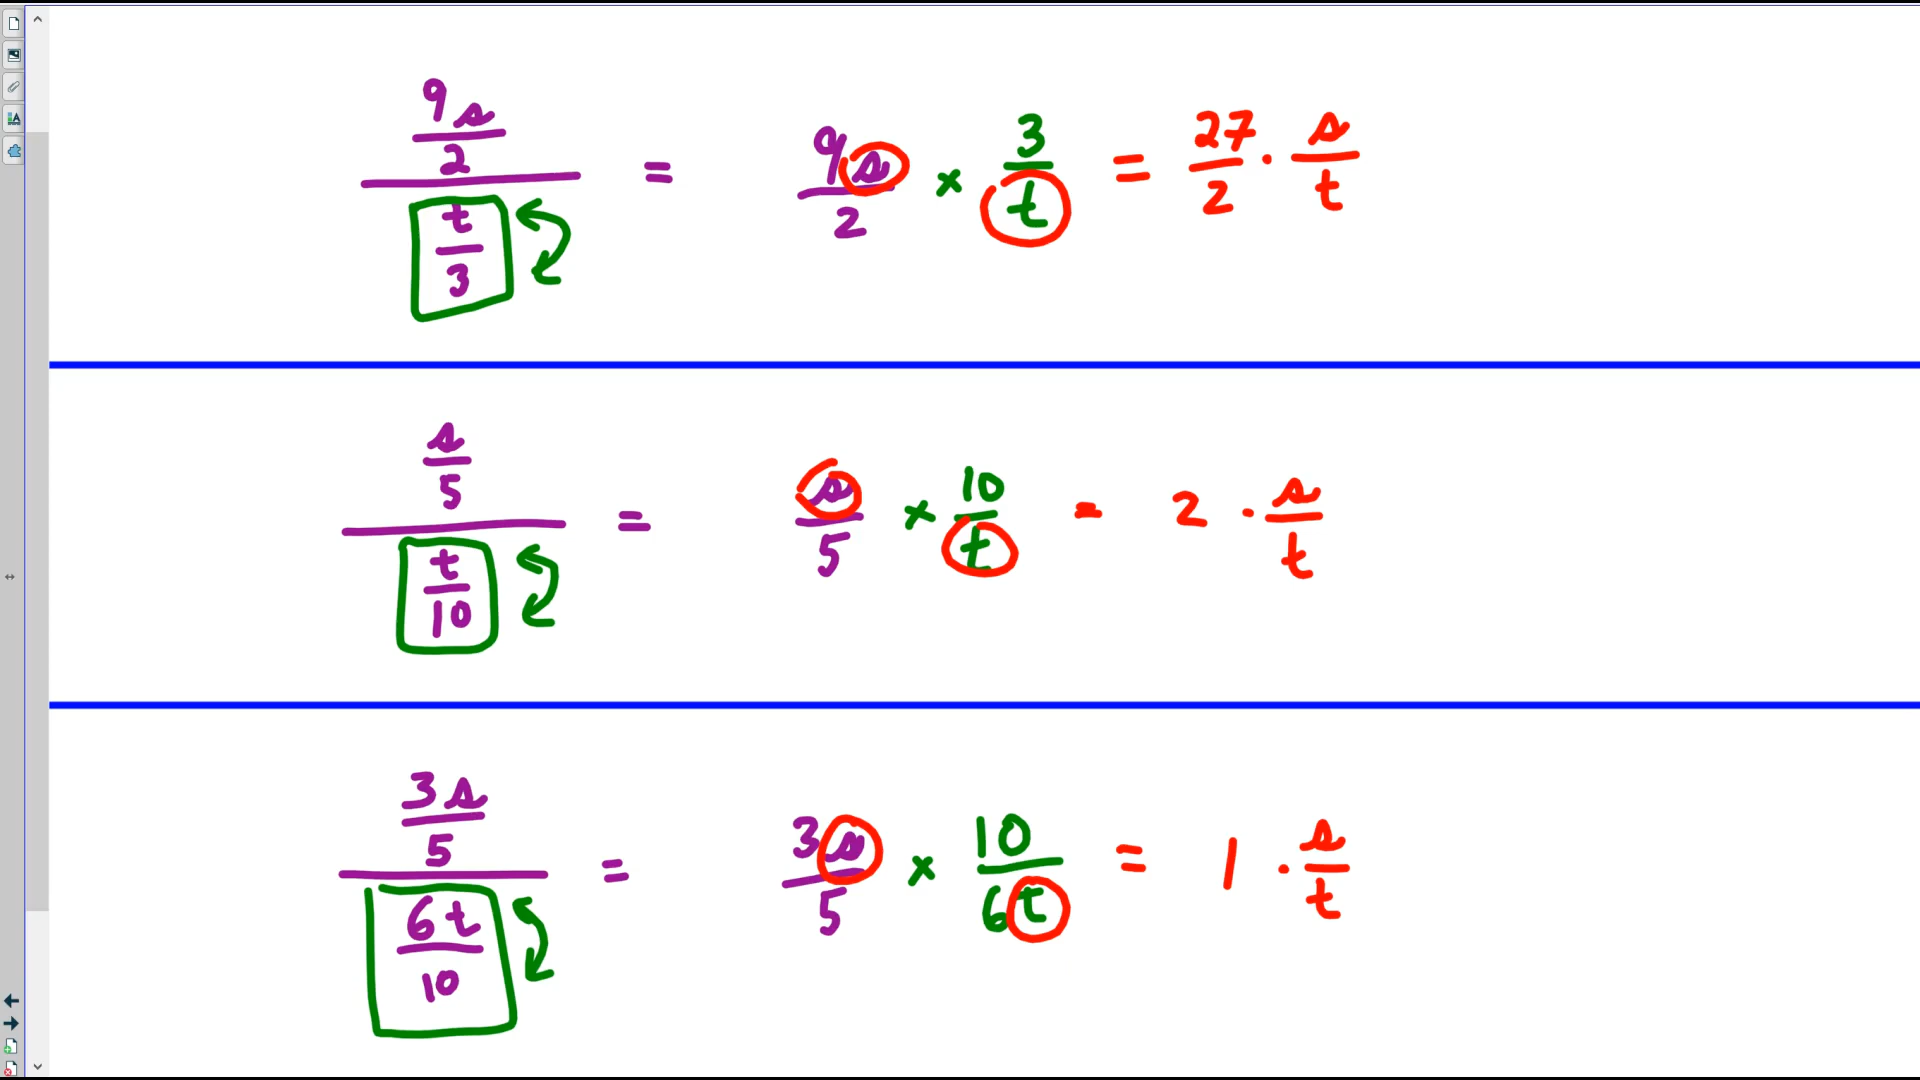 9s/2 / t/3 = 9s/2 × 3/t = 27/2 · s/t
s/5 / t/10 = s/5 × 10/t = 2 · s/t
3s/5 / 6t/10 = 3s/5 × 10/6t = 1 · s/t